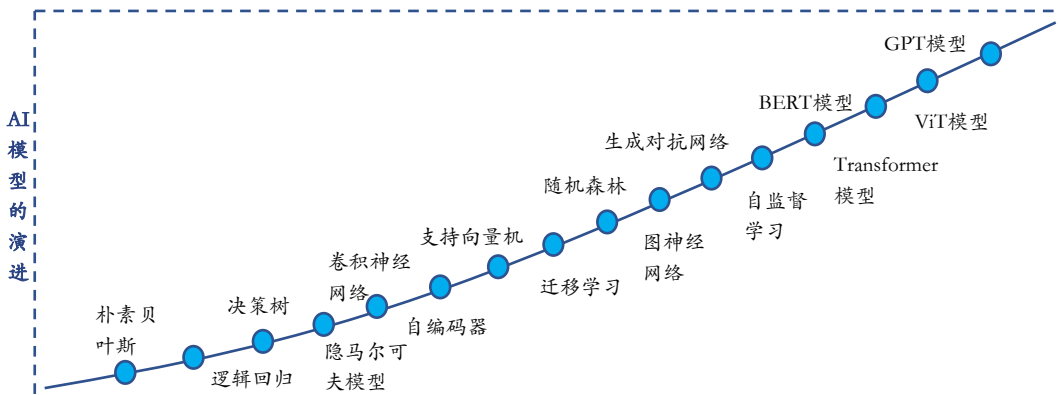 AI
模
型
的
演
进
朴素贝
叶斯
逻辑回归
决策树
隐马尔可
夫模型
卷积神经
网络
自编码器
支持向量机
迁移学习
随机森林
图神经
网络
生成对抗网络
自监督
学习
Transformer
模型
BERT模型
ViT模型
GPT模型